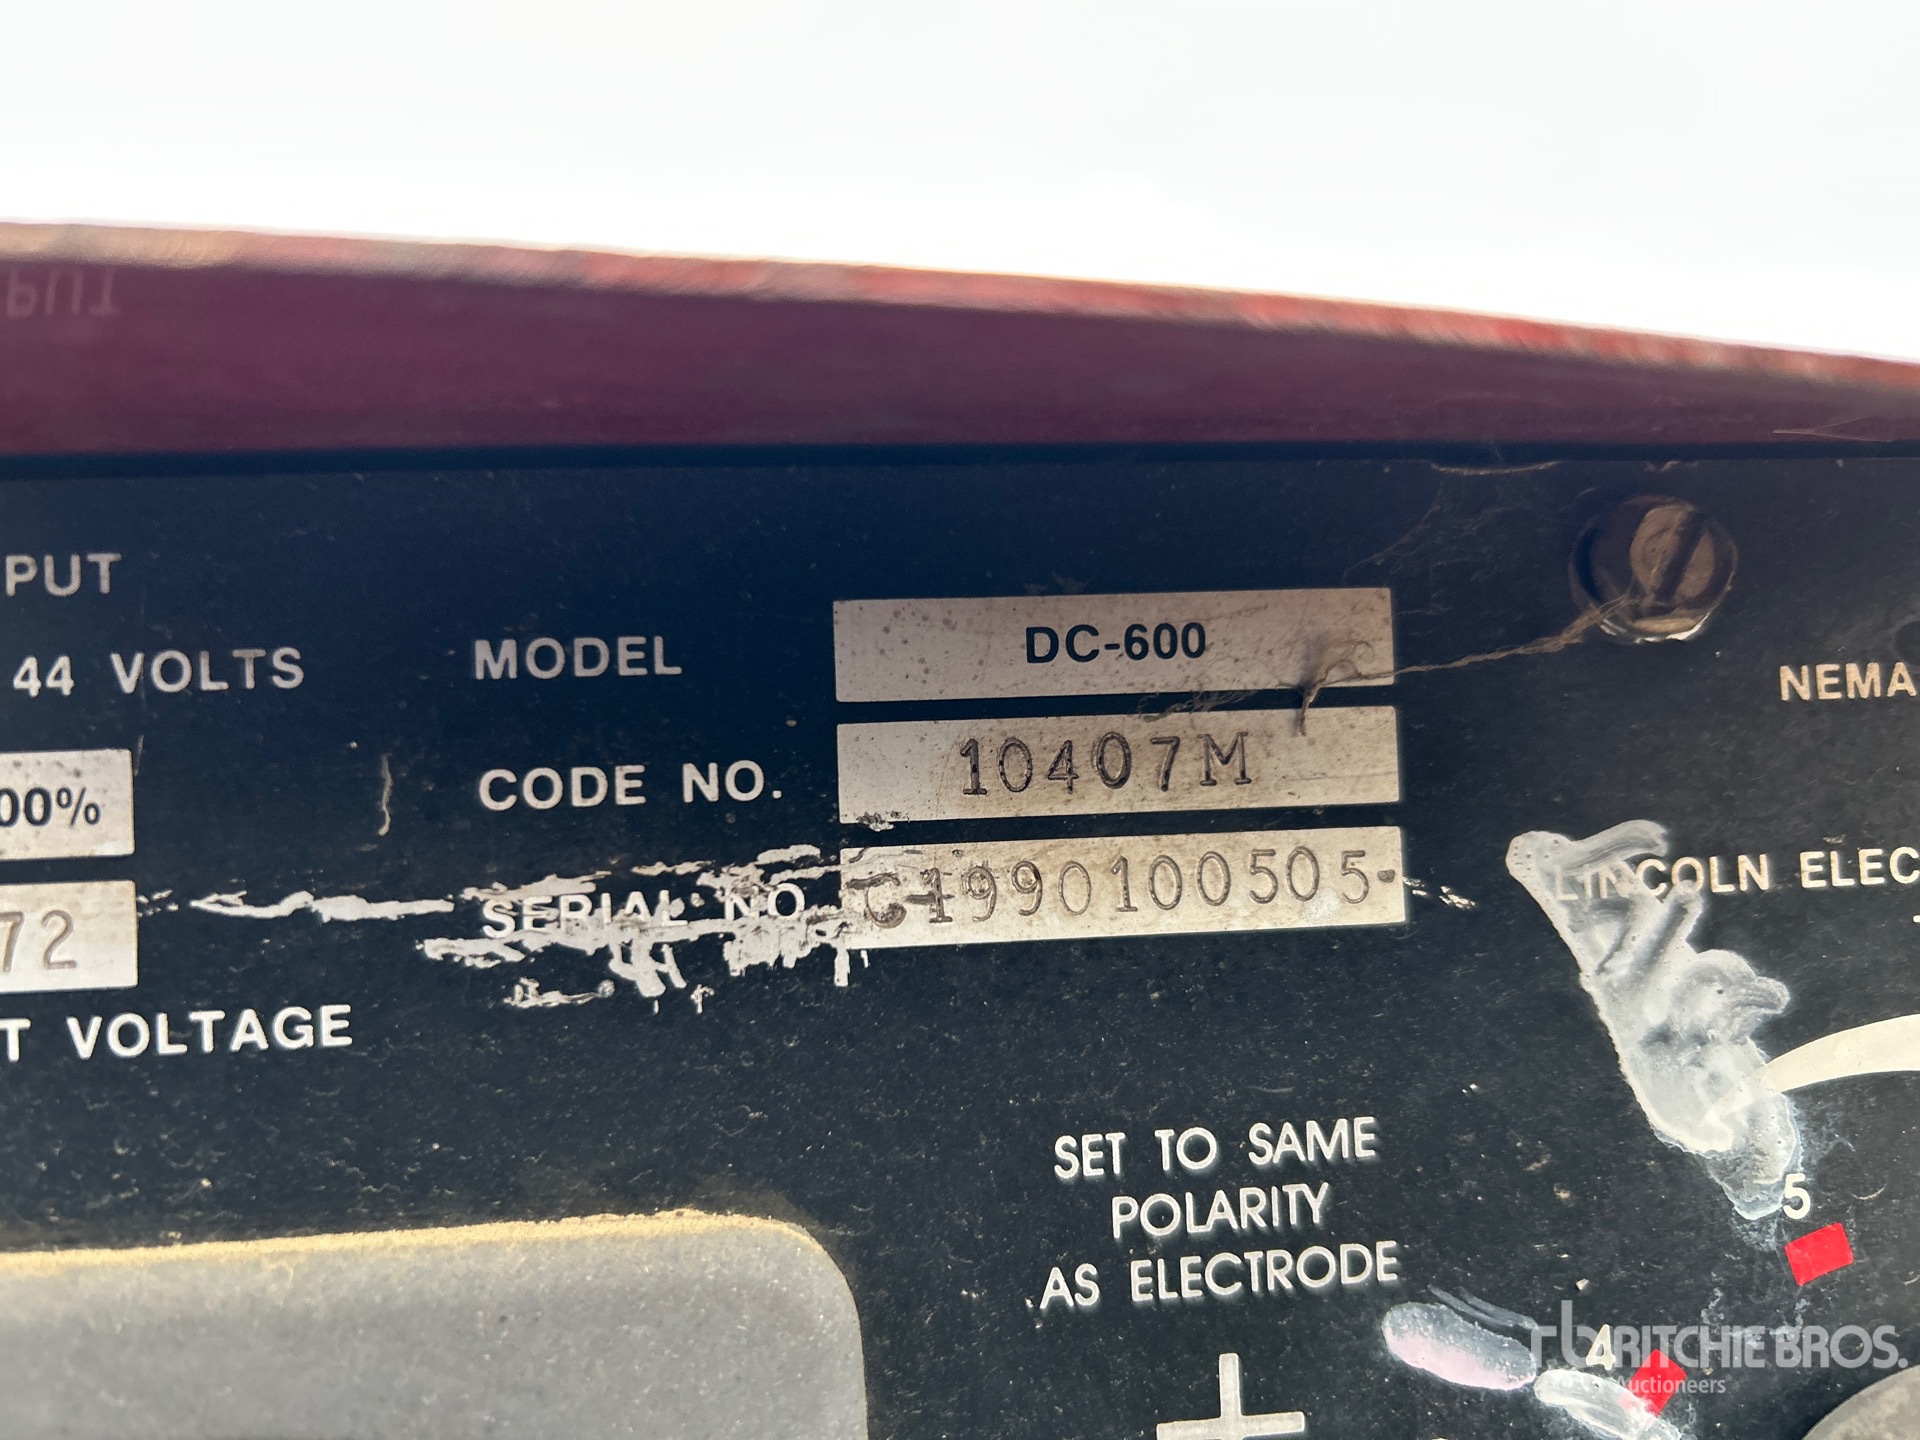 PUT
44 VOLTS
MODEL DC-600
NEMA
CODE NO. 10407M
00%
SERIAL NO. C1990100505
LINCOLN ELEC
72
T VOLTAGE
SET TO SAME
POLARITY
AS ELECTRODE
5
4
+
rb RITCHIE BROS.
Auctioneers